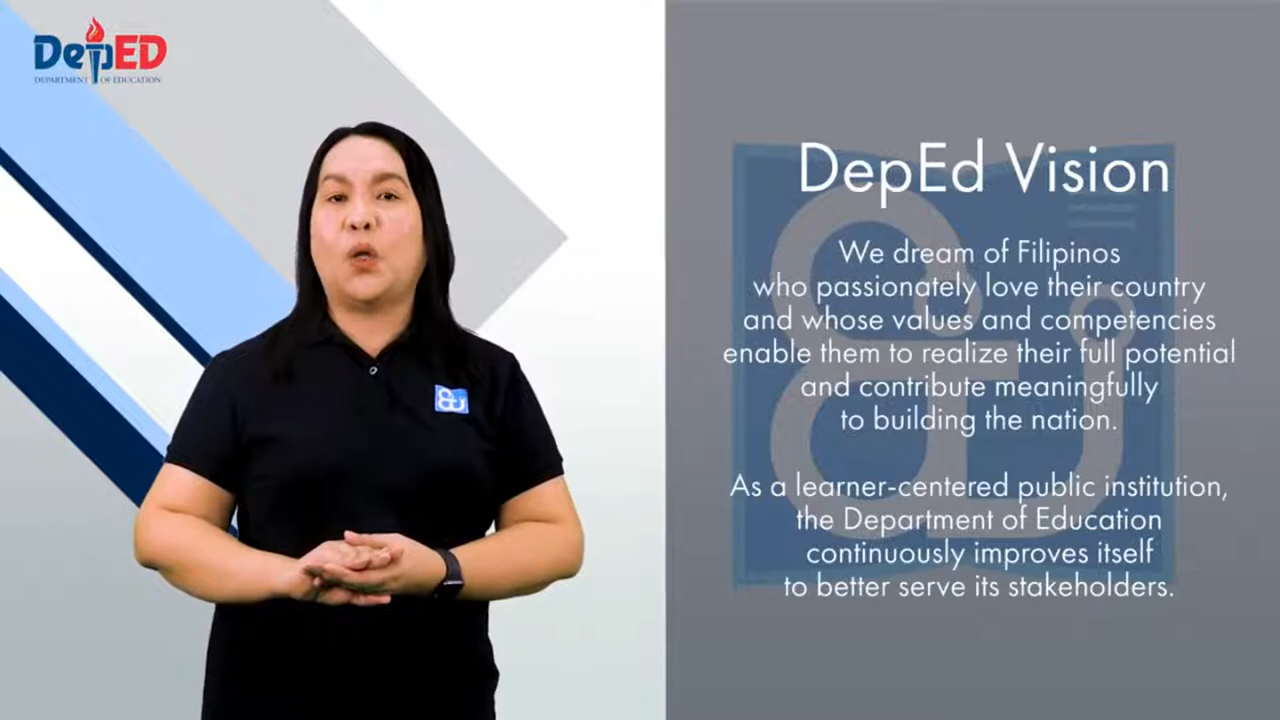 DepED
DEPARTMENT OF EDUCATION
DepEd Vision
We dream of Filipinos
who passionately love their country
and whose values and competencies
enable them to realize their full potential
and contribute meaningfully
to building the nation.
As a learner-centered public institution,
the Department of Education
continuously improves itself
to better serve its stakeholders.